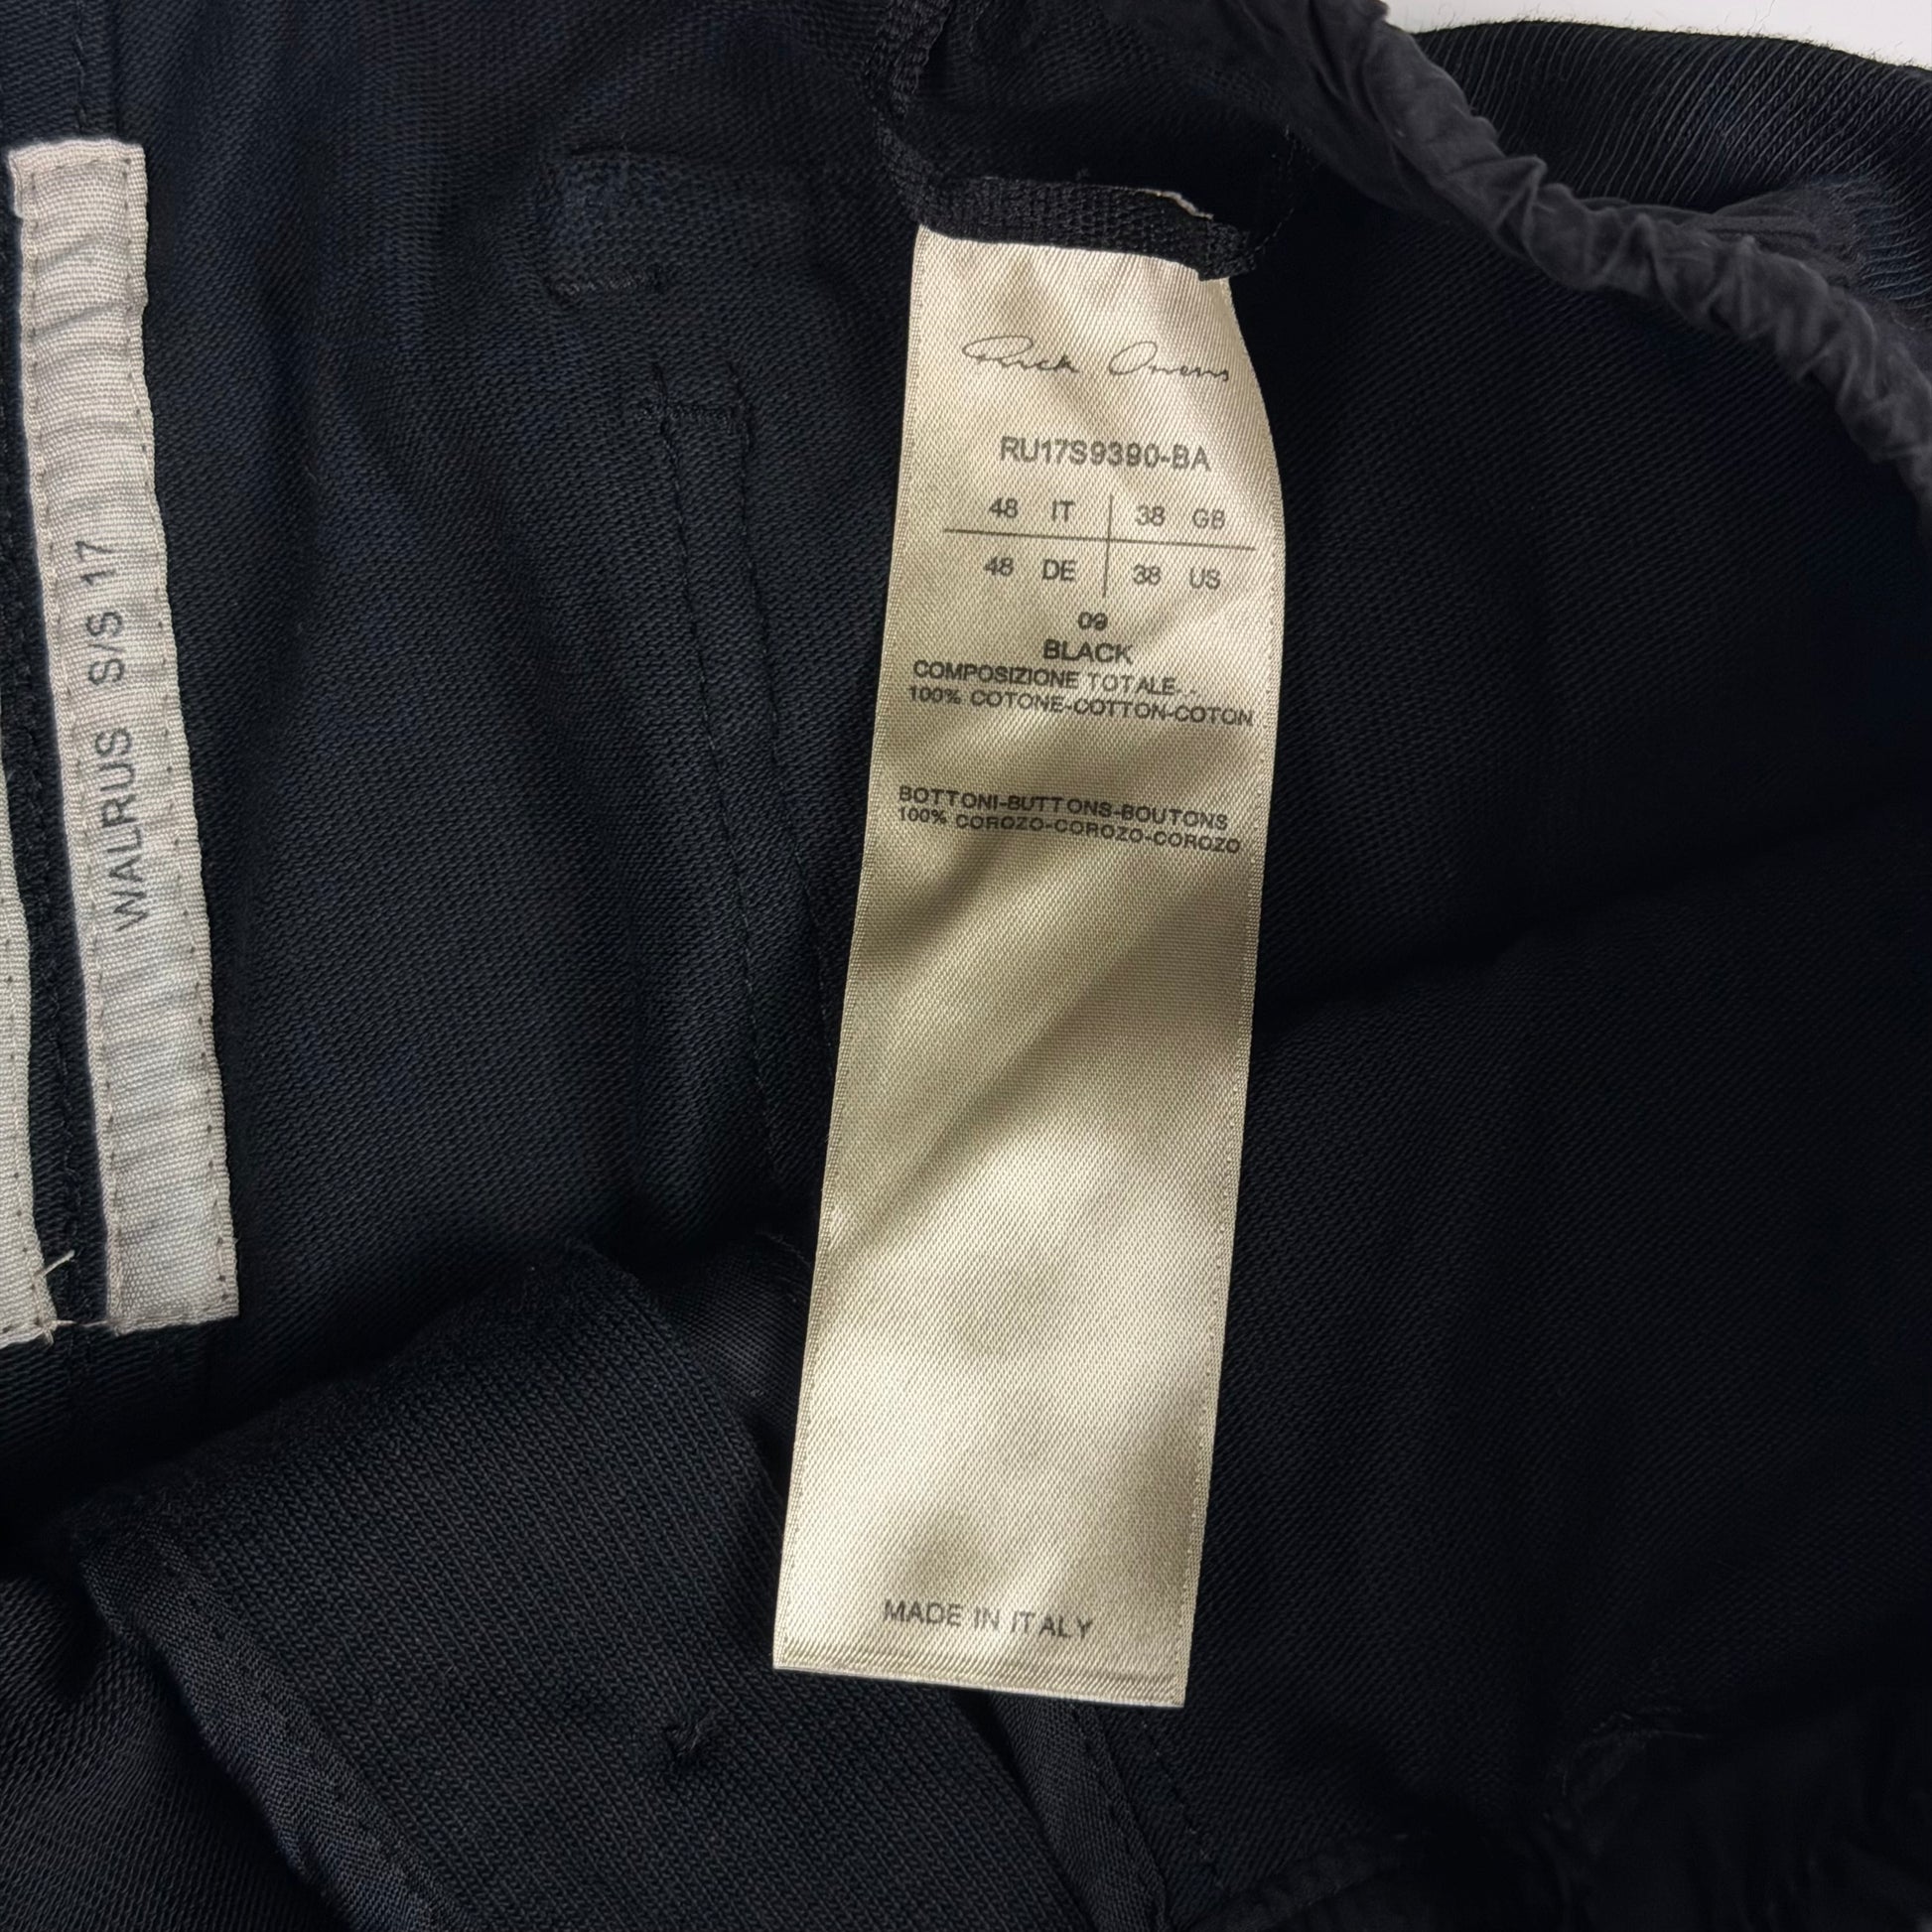 WALRUS S/S 17
Rick Owens
RU17S9390-BA
48 IT 38 GB
48 DE 38 US
09
BLACK
COMPOSIZIONE TOTALE..
100% COTONE-COTTON-COTON
BOTTONI-BUTTONS-BOUTONS
100% COROZO-COROZO-COROZO
MADE IN ITALY